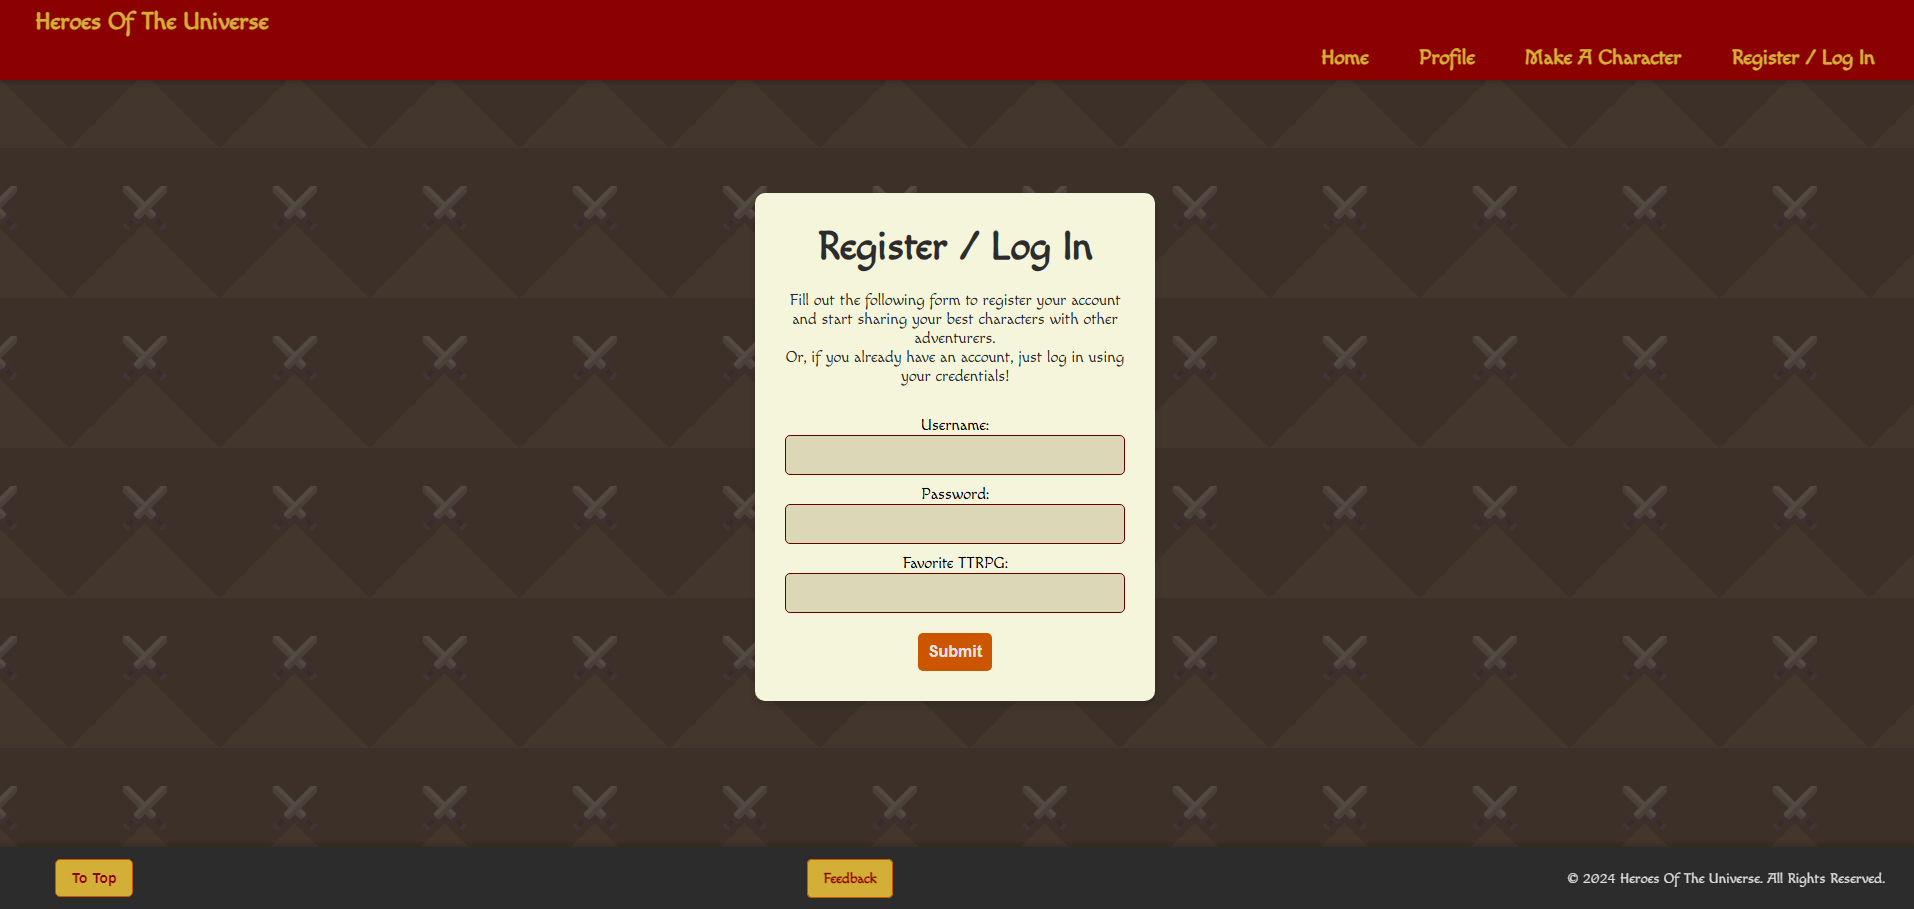 Heroes Of The Universe
Home Profile Make A Character Register / Log In
Register / Log In
Fill out the following form to register your account
and start sharing your best characters with other
adventurers.
Or, if you already have an account, just log in using
your credentials!
Username:
Password:
Favorite TTRPG:
Submit
To Top
Feedback
© 2024 Heroes Of The Universe. All Rights Reserved.